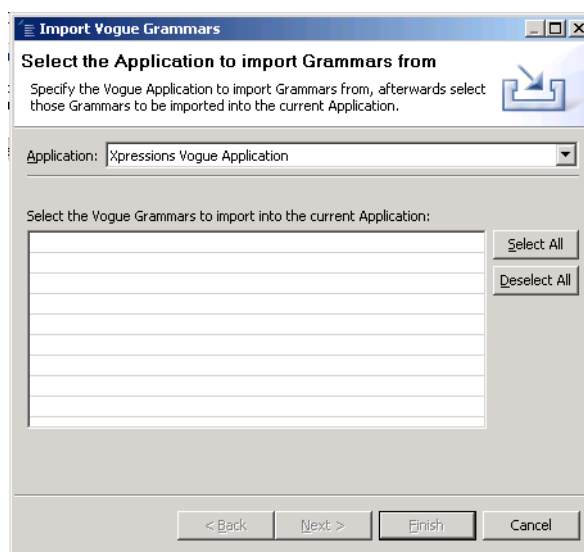 Import Vogue Grammars
Select the Application to import Grammars from
Specify the Vogue Application to import Grammars from, afterwards select
those Grammars to be imported into the current Application.
Application: Xpressions Vogue Application
Select the Vogue Grammars to import into the current Application:
Select All
Deselect All
< Back Next > Finish Cancel